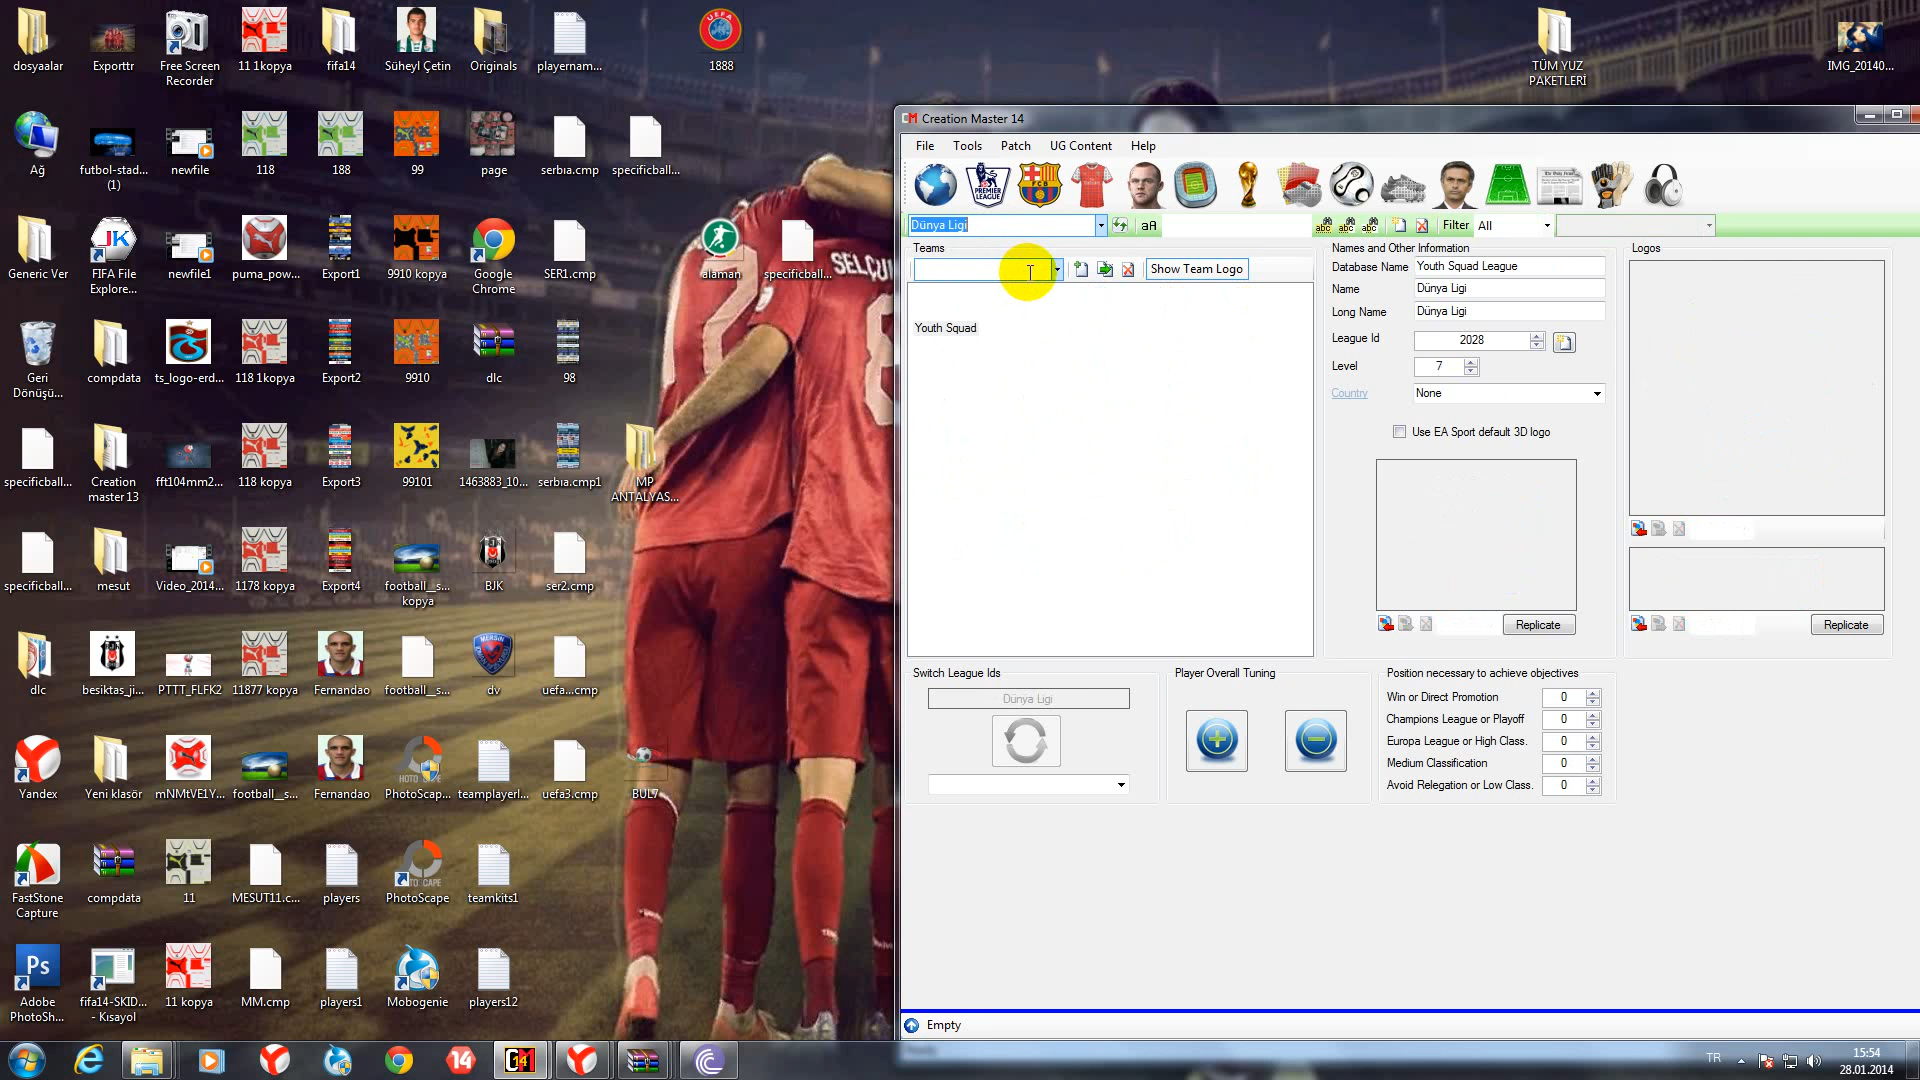 dosyaalar
Exporttr
Free Screen
Recorder
11 1kopya
fifa14
Süheyl Çetin
Originals
playernam...
1888
TÜM YUZ
PAKETLERİ
IMG_20140...
Ağ
futbol-stad...
(1)
newfile
118
188
99
page
serbıa.cmp
specificball...
Generic Ver
FIFA File
Explore...
newfile1
puma_pow...
Export1
9910 kopya
Google
Chrome
SER1.cmp
alaman
specificball...
Geri
Dönüşü...
compdata
ts_logo-erd...
118 1kopya
Export2
9910
dlc
98
specificball...
Creation
master 13
fft104mm2...
118 kopya
Export3
99101
1463883_10...
serbıa.cmp1
MP
ANTALYAS...
specificball...
mesut
Video_2014...
1178 kopya
Export4
football__s...
kopya
BJK
ser2.cmp
dlc
besiktas_ji...
PTTT_FLFK2
11877 kopya
Fernandao
football__s...
dv
uefa...cmp
Yandex
Yeni klasör
mNMtVE1Y...
football__s...
Fernandao
PhotoScap...
teamplayerl...
uefa3.cmp
BUL7
FastStone
Capture
compdata
11
MESUT11.c...
players
PhotoScape
teamkits1
Adobe
PhotoSh...
fifa14-SKID...
- Kısayol
11 kopya
MM.cmp
players1
Mobogenie
players12
Creation Master 14
File Tools Patch UG Content Help
Dünya Ligi
aA
Filter All
Teams
Show Team Logo
Youth Squad
Names and Other Information
Database Name Youth Squad League
Name Dünya Ligi
Long Name Dünya Ligi
League Id 2028
Level 7
Country None
Use EA Sport default 3D logo
Replicate
Logos
Replicate
Switch League Ids
Dünya Ligi
Player Overall Tuning
Position necessary to achieve objectives
Win or Direct Promotion 0
Champions League or Playoff 0
Europa League or High Class. 0
Medium Classification 0
Avoid Relegation or Low Class. 0
Empty
TR
15:54
28.01.2014